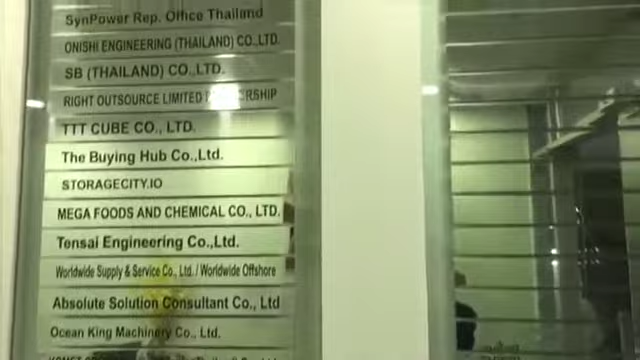 SynPower Rep. Office Thailand
ONISHI ENGINEERING (THAILAND) CO.,LTD.
SB (THAILAND) CO.,LTD.
RIGHT OUTSOURCE LIMITED
TTT CUBE CO., LTD.
The Buying Hub Co.,Ltd.
STORAGECITY.IO
MEGA FOODS AND CHEMICAL CO., LTD.
Tensai Engineering Co.,Ltd.
Worldwide Supply & Service Co., Ltd. / Worldwide Offshore
Absolute Solution Consultant Co., Ltd
Ocean King Machinery Co., Ltd.